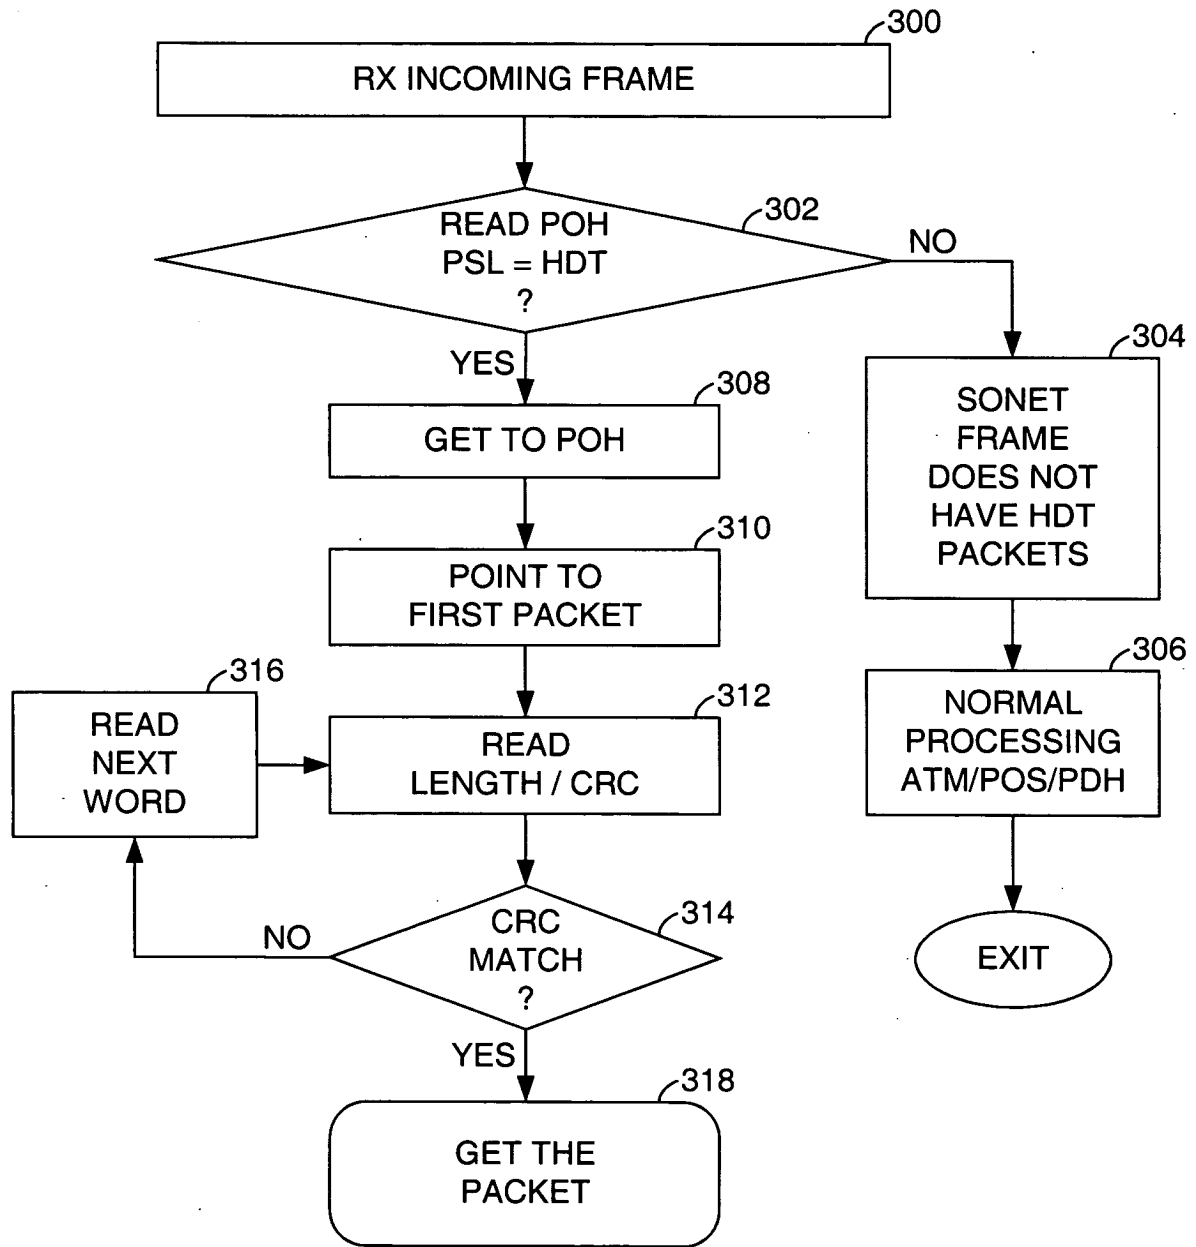 300
RX INCOMING FRAME
302
READ POH
PSL = HDT
?
NO
YES
304
SONET
FRAME
DOES NOT
HAVE HDT
PACKETS
308
GET TO POH
310
POINT TO
FIRST PACKET
306
NORMAL
PROCESSING
ATM/POS/PDH
316
READ
NEXT
WORD
312
READ
LENGTH / CRC
314
CRC
MATCH
?
NO
YES
EXIT
318
GET THE
PACKET